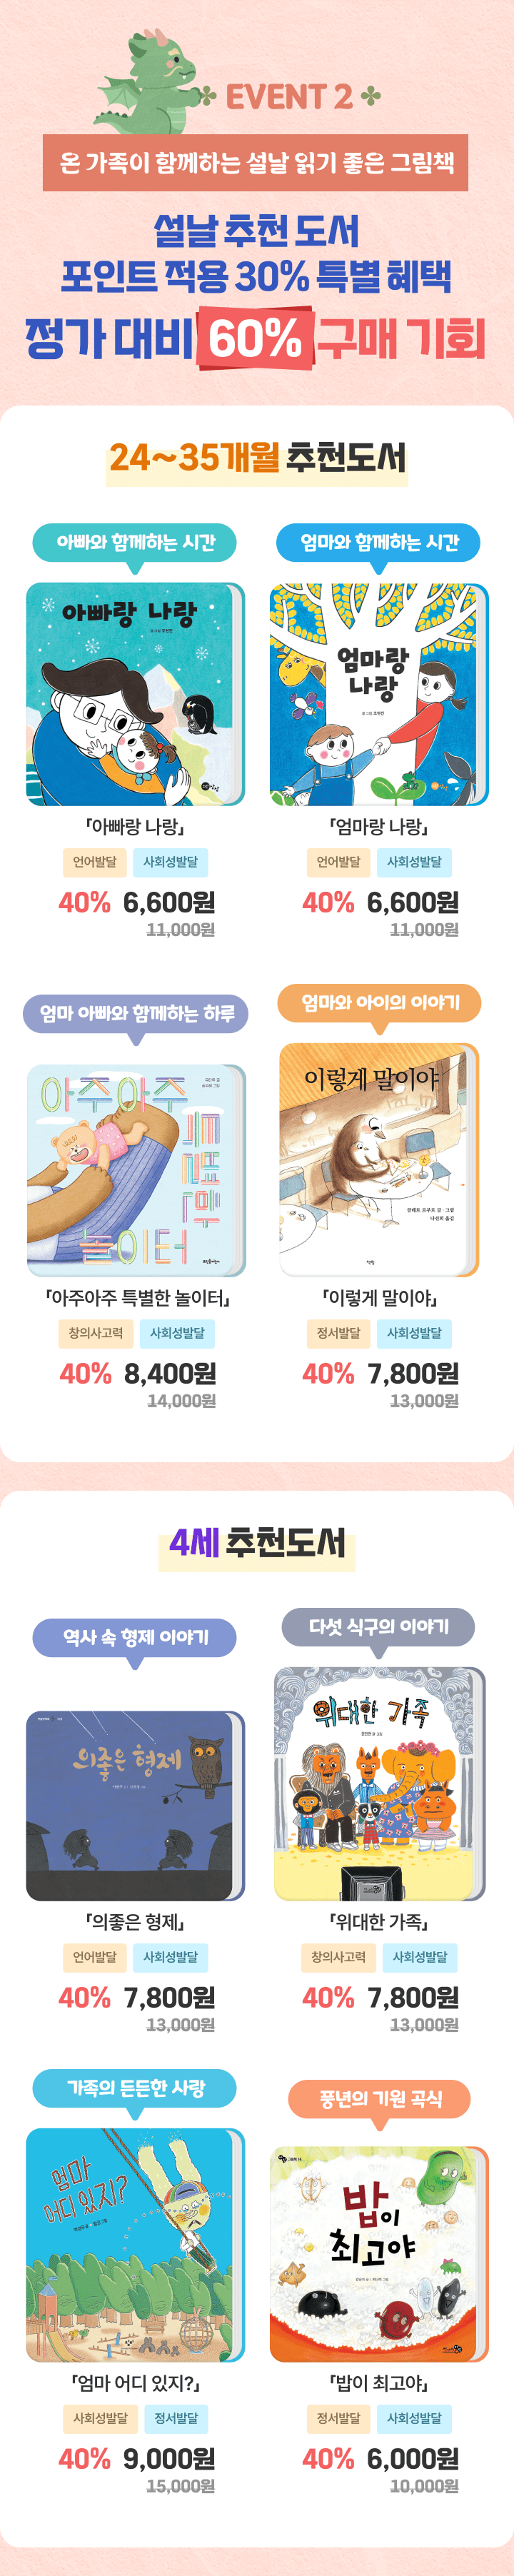 EVENT 2
온 가족이 함께하는 설날 읽기 좋은 그림책
설날 추천 도서
포인트 적용 30% 특별 혜택
정가 대비 60% 구매 기회
24~35개월 추천도서
아빠와 함께하는 시간
아빠랑 나랑
『아빠랑 나랑』
언어발달 사회성발달
40% 6,600원
11,000원
엄마와 함께하는 시간
엄마랑
나랑
『엄마랑 나랑』
언어발달 사회성발달
40% 6,600원
11,000원
엄마 아빠와 함께하는 하루
아주아주
특별한
놀이터
『아주아주 특별한 놀이터』
창의사고력 사회성발달
40% 8,400원
14,000원
엄마와 아이의 이야기
이렇게 말이야
나선희 옮김
『이렇게 말이야』
정서발달 사회성발달
40% 7,800원
13,000원
4세 추천도서
역사 속 형제 이야기
의좋은 형제
『의좋은 형제』
언어발달 사회성발달
40% 7,800원
13,000원
다섯 식구의 이야기
위대한 가족
『위대한 가족』
창의사고력 사회성발달
40% 7,800원
13,000원
가족의 든든한 사랑
엄마
어디 있지?
『엄마 어디 있지?』
사회성발달 정서발달
40% 9,000원
15,000원
풍년의 기원 곡식
밥이
최고야
『밥이 최고야』
정서발달 사회성발달
40% 6,000원
10,000원